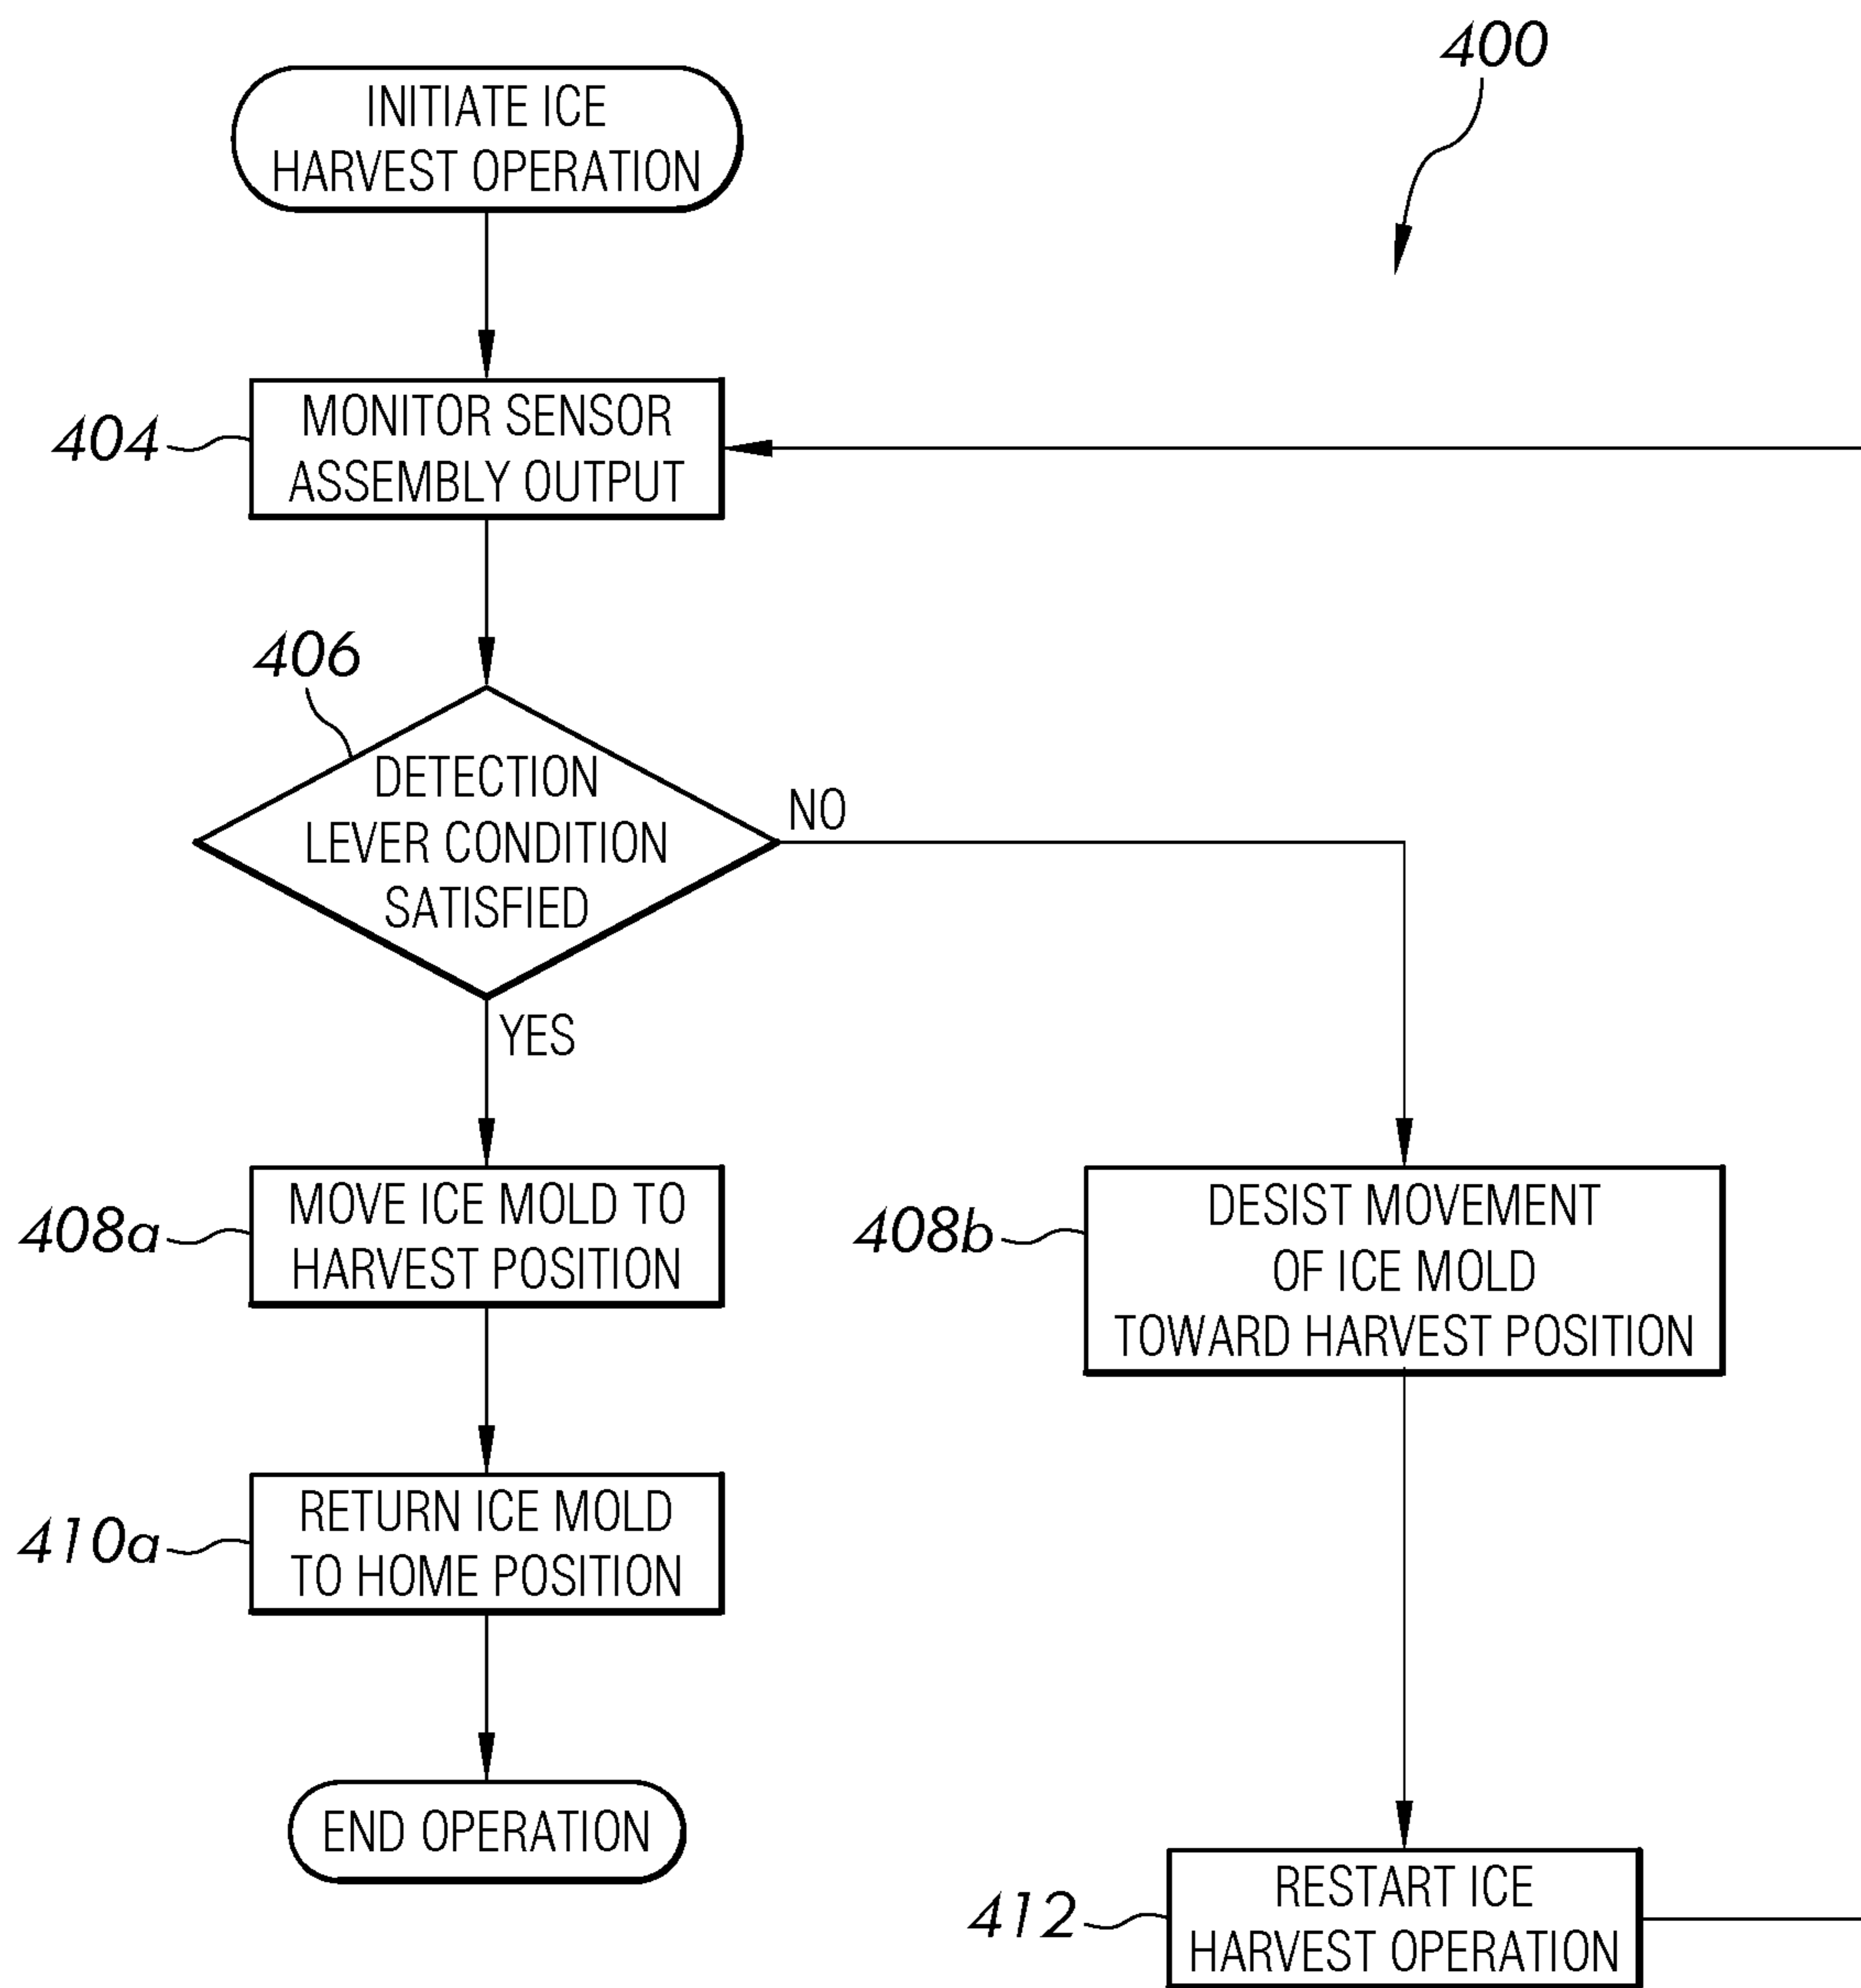 400
INITIATE ICE
HARVEST OPERATION
404
MONITOR SENSOR
ASSEMBLY OUTPUT
406
DETECTION
LEVER CONDITION
SATISFIED
NO
YES
408a
MOVE ICE MOLD TO
HARVEST POSITION
408b
DESIST MOVEMENT
OF ICE MOLD
TOWARD HARVEST POSITION
410a
RETURN ICE MOLD
TO HOME POSITION
END OPERATION
412
RESTART ICE
HARVEST OPERATION